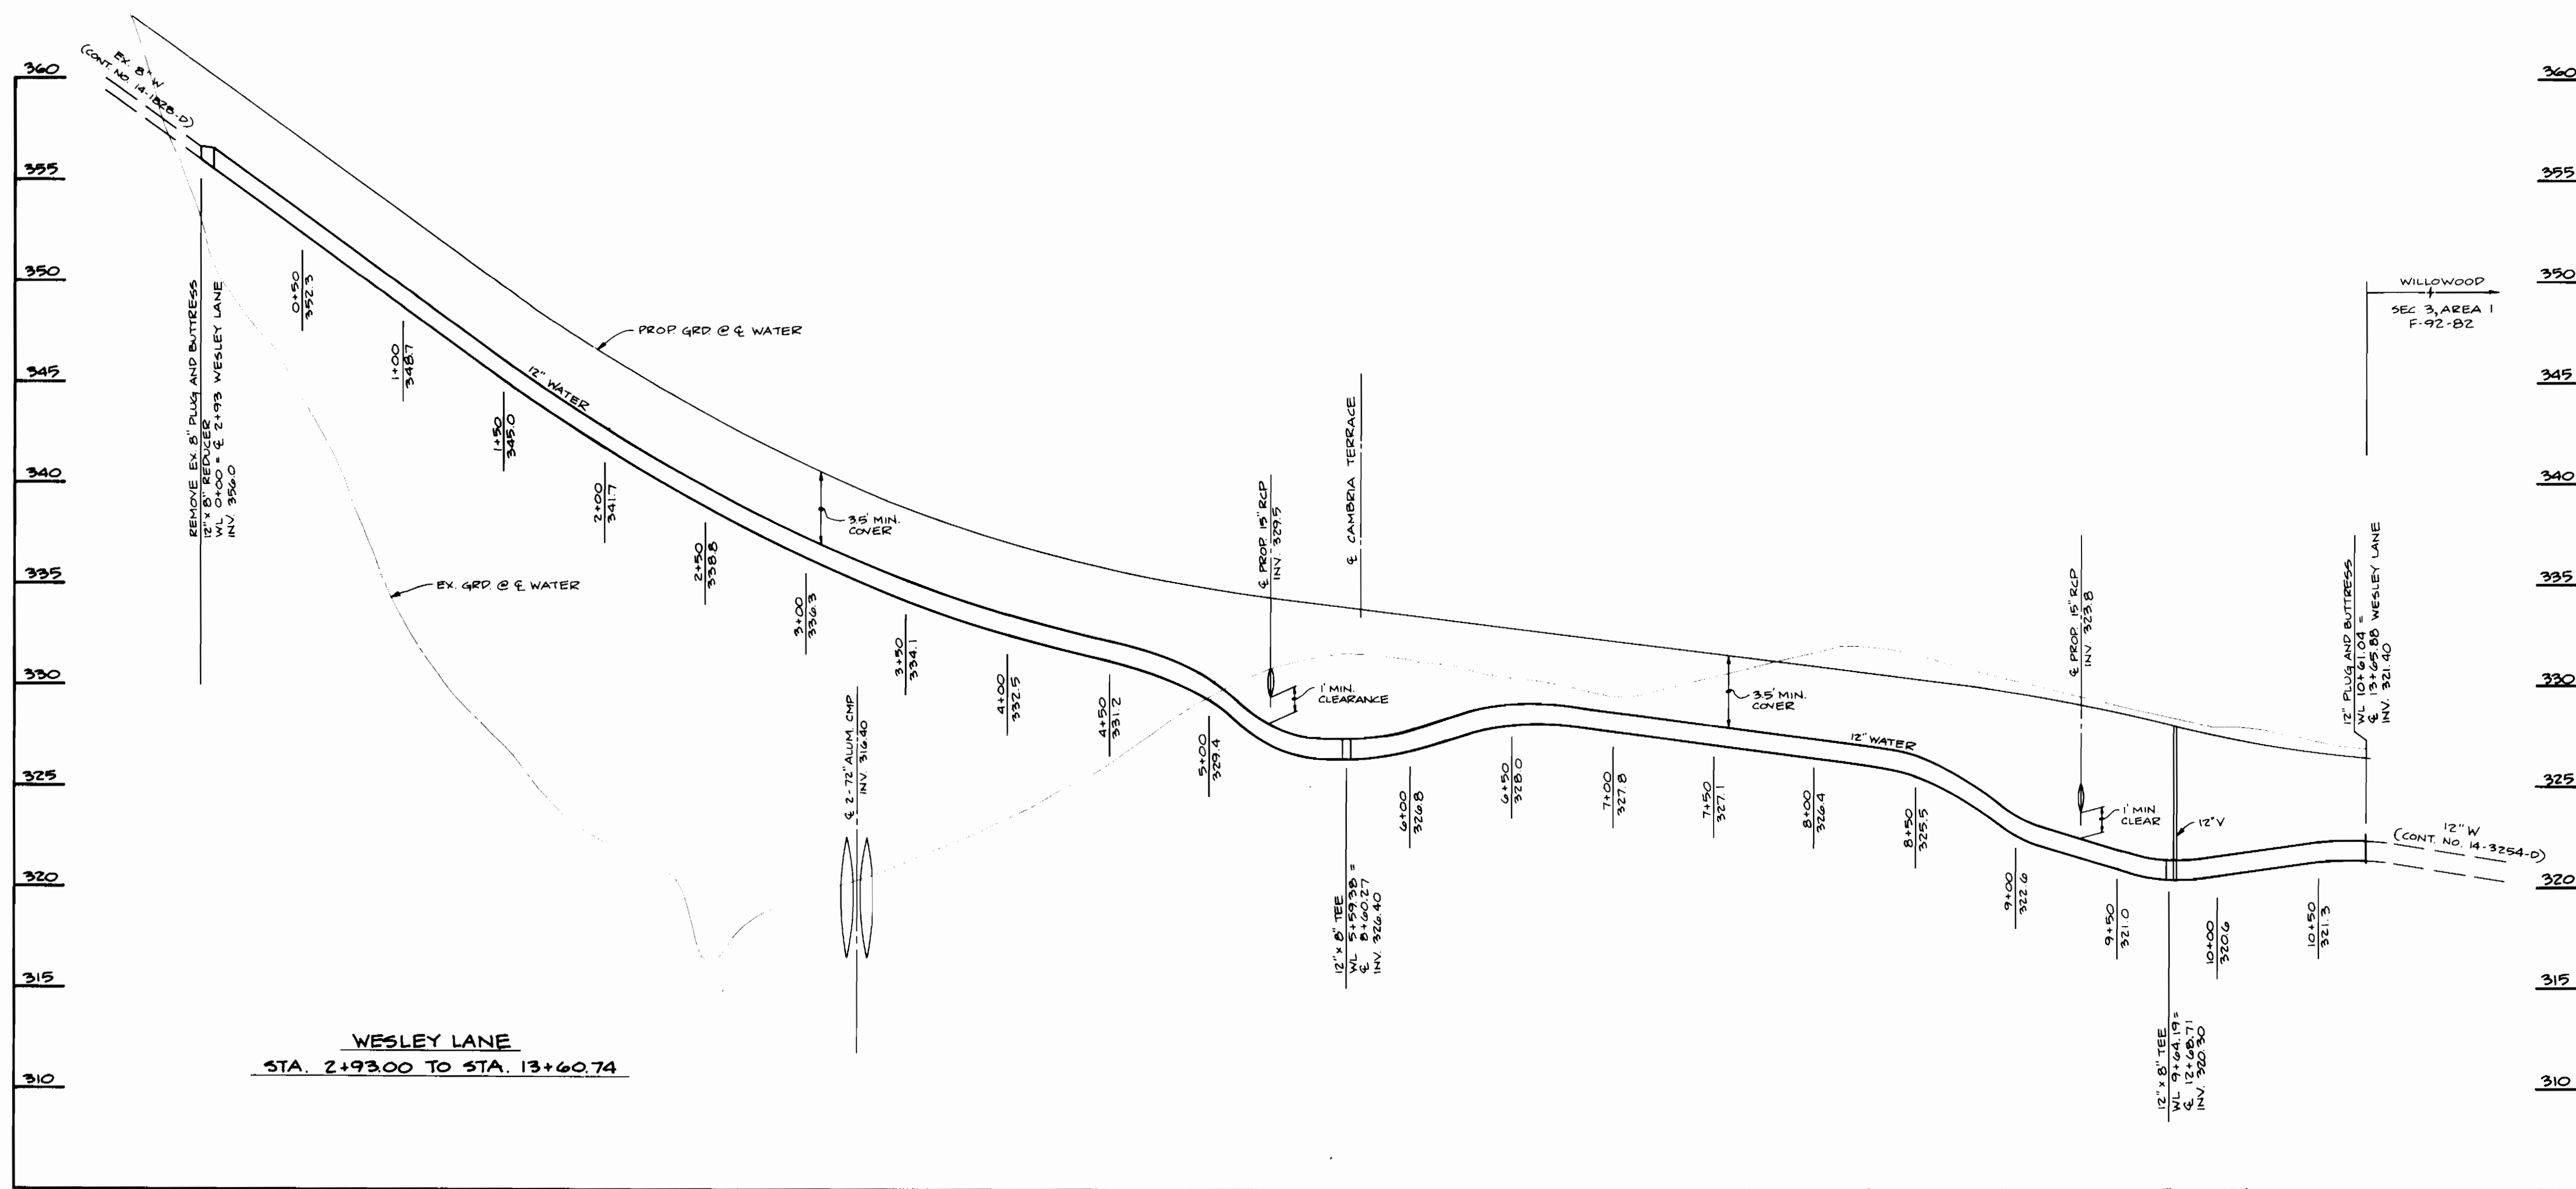 360
355
350
345
340
335
330
325
320
315
310
EX. 8" W
(CONT. NO. 14-1828-D)
REMOVE EX. 8" PLUG AND BUTTRESS
12" x 8" REDUCER
WL 0+00 = ℄ 2+93 WESLEY LANE
INV. 356.0
0+50
352.3
1+00
348.7
1+50
345.0
2+00
341.7
2+50
338.8
3+00
336.3
3+50
334.1
4+00
332.5
4+50
331.2
5+00
329.4
12" WATER
PROP. GRD. @ ℄ WATER
EX. GRD. @ ℄ WATER
3.5' MIN.
COVER
℄ 2-72" ALUM. CMP
INV. 316.40
℄ PROP. 15" RCP
INV. 329.5
1' MIN.
CLEARANCE
℄ CAMBRIA TERRACE
12" x 8" TEE
WL 5+59.38 =
℄ 8+60.27
INV. 326.40
6+00
326.8
6+50
328.0
7+00
327.8
7+50
327.1
8+00
326.4
8+50
325.5
9+00
322.6
9+50
321.0
10+00
320.6
10+50
321.3
3.5' MIN.
COVER
12" WATER
℄ PROP. 15" RCP
INV. 323.8
1' MIN
CLEAR
12" V
12" x 8" TEE
WL 9+64.19 =
℄ 12+68.71
INV. 320.30
12" PLUG AND BUTTRESS
WL 10+61.04 =
℄ 13+65.88 WESLEY LANE
INV. 321.40
WILLOWOOD
SEC. 3, AREA 1
F-92-82
12" W
(CONT. NO. 14-3254-D)
360
355
350
345
340
335
330
325
320
315
310
WESLEY LANE
STA. 2+93.00 TO STA. 13+60.74